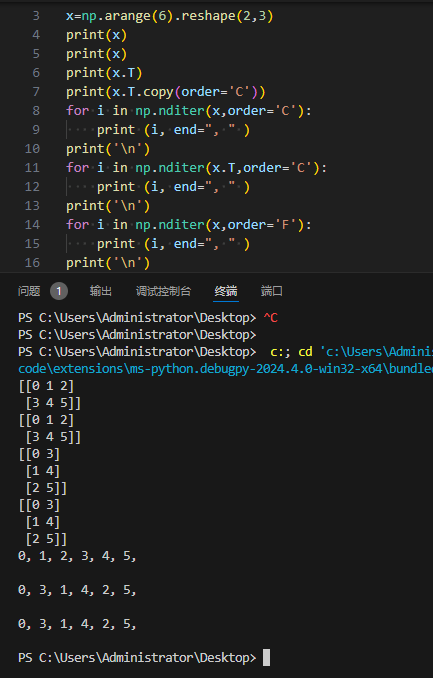 3 x=np.arange(6).reshape(2,3)
4 print(x)
5 print(x)
6 print(x.T)
7 print(x.T.copy(order='C'))
8 for i in np.nditer(x,order='C'):
9     print (i, end=", " )
10 print('\n')
11 for i in np.nditer(x.T,order='C'):
12     print (i, end=", " )
13 print('\n')
14 for i in np.nditer(x,order='F'):
15     print (i, end=", " )
16 print('\n')
问题 1 输出 调试控制台 终端 端口
PS C:\Users\Administrator\Desktop> ^C
PS C:\Users\Administrator\Desktop>
PS C:\Users\Administrator\Desktop>  c:; cd 'c:\Users\Adminis
code\extensions\ms-python.debugpy-2024.4.0-win32-x64\bundled
[[0 1 2]
 [3 4 5]]
[[0 1 2]
 [3 4 5]]
[[0 3]
 [1 4]
 [2 5]]
[[0 3]
 [1 4]
 [2 5]]
0, 1, 2, 3, 4, 5,
0, 3, 1, 4, 2, 5,
0, 3, 1, 4, 2, 5,
PS C:\Users\Administrator\Desktop>